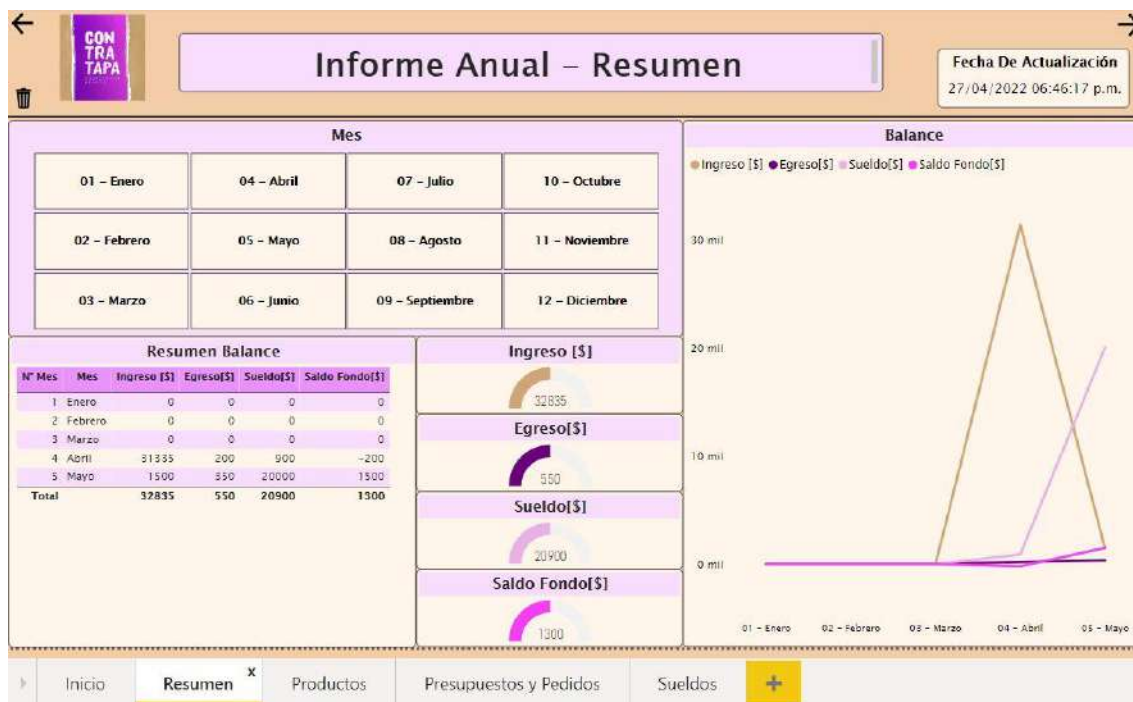 CON
TRA
TAPA
Informe Anual – Resumen
Fecha De Actualización
27/04/2022 06:46:17 p.m.
Mes
01 – Enero 04 – Abril 07 – Julio 10 – Octubre
02 – Febrero 05 – Mayo 08 – Agosto 11 – Noviembre
03 – Marzo 06 – Junio 09 – Septiembre 12 – Diciembre
Resumen Balance
N° Mes Mes Ingreso [$] Egreso[$] Sueldo[$] Saldo Fondo[$]
1 Enero 0 0 0 0
2 Febrero 0 0 0 0
3 Marzo 0 0 0 0
4 Abril 31335 200 900 -200
5 Mayo 1500 350 20000 1500
Total 32835 550 20900 1300
Ingreso [$]
32835
Egreso[$]
550
Sueldo[$]
20900
Saldo Fondo[$]
1300
Balance
Ingreso [$] Egreso[$] Sueldo[$] Saldo Fondo[$]
30 mil
20 mil
10 mil
0 mil
01 – Enero 02 – Febrero 03 – Marzo 04 – Abril 05 – Mayo
Inicio Resumen x Productos Presupuestos y Pedidos Sueldos +